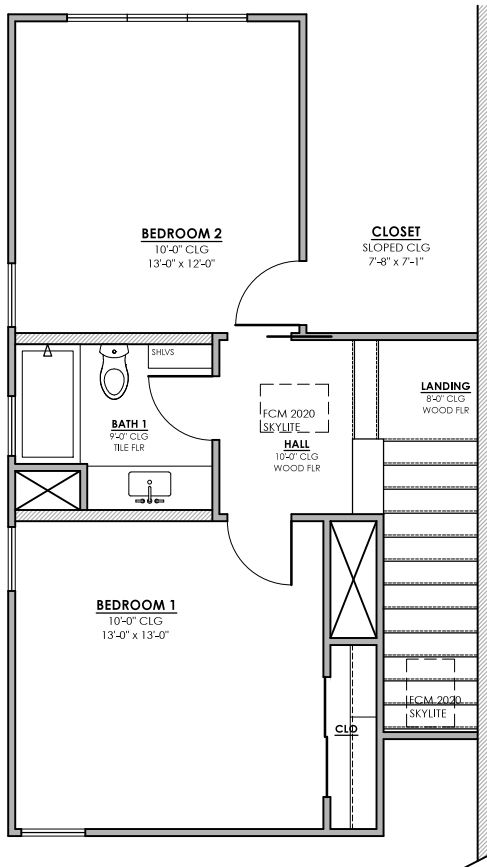 BEDROOM 2
10'-0" CLG
13'-0" x 12'-0"
CLOSET
SLOPED CLG
7'-8" x 7'-1"
SHLVS
BATH 1
9'-0" CLG
TILE FLR
FCM 2020
SKYLITE
HALL
10'-0" CLG
WOOD FLR
LANDING
8'-0" CLG
WOOD FLR
BEDROOM 1
10'-0" CLG
13'-0" x 13'-0"
CLO
FCM 2020
SKYLITE